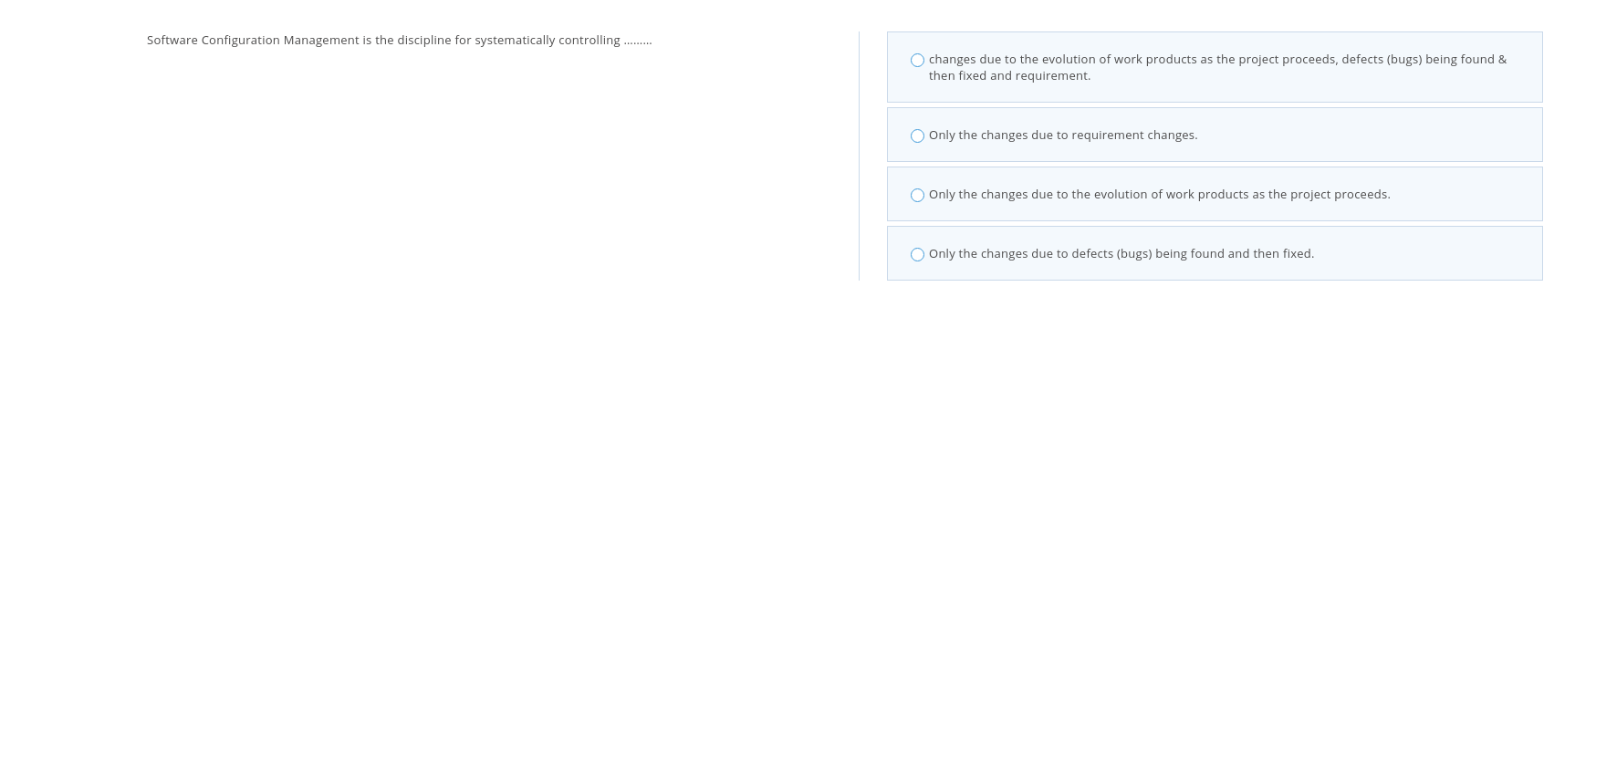 Software Configuration Management is the discipline for systematically controlling .........
changes due to the evolution of work products as the project proceeds, defects (bugs) being found &
then fixed and requirement.
Only the changes due to requirement changes.
Only the changes due to the evolution of work products as the project proceeds.
Only the changes due to defects (bugs) being found and then fixed.